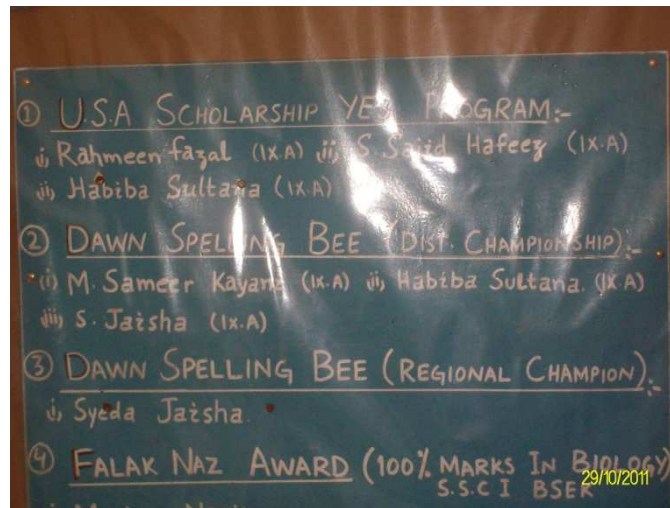 ① U.S.A SCHOLARSHIP YES PROGRAM:-
i, Rahmeen fazal (IX.A) ii, S. Sajid Hafeez (IX.A)
iii, Habiba Sultana (IX.A)
② DAWN SPELLING BEE (DIST. CHAMPIONSHIP):-
(i) M. Sameer Kayani (IX.A) ii, Habiba Sultana. (IX.A)
iii, S. Jaisha (IX.A)
③ DAWN SPELLING BEE (REGIONAL CHAMPION):-
i, Syeda Jaisha.
④ FALAK NAZ AWARD (100% MARKS IN BIOLOGY)
S.S.C I BSEK
29/10/2011